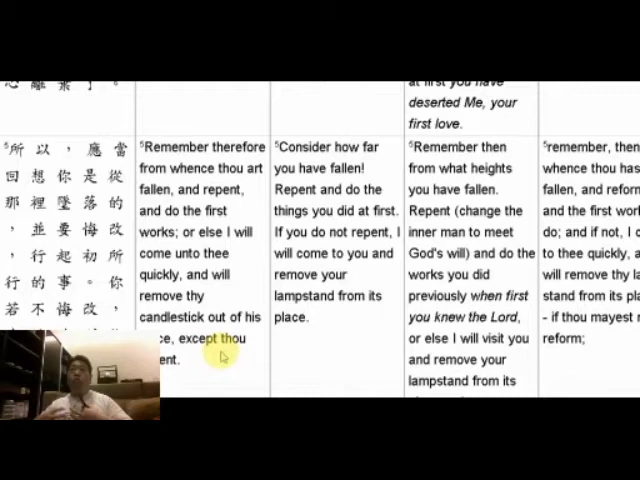 心離棄了。
⁵所以，應當
回想你是從
那裡墜落的
，並要悔改
，行起初所
行的事。你
若不悔改，
⁵Remember therefore
from whence thou art
fallen, and repent,
and do the first
works; or else I will
come unto thee
quickly, and will
remove thy
candlestick out of his
except thou
⁵Consider how far
you have fallen!
Repent and do the
things you did at first.
If you do not repent, I
will come to you and
remove your
lampstand from its
place.
at first you have
deserted Me, your
first love.
⁵Remember then
from what heights
you have fallen.
Repent (change the
inner man to meet
God's will) and do the
works you did
previously when first
you knew the Lord,
or else I will visit you
and remove your
lampstand from its
⁵remember, then
whence thou has
fallen, and reform
and the first wor
do; and if not, I c
to thee quickly, a
will remove thy la
stand from its pla
- if thou mayest n
reform;